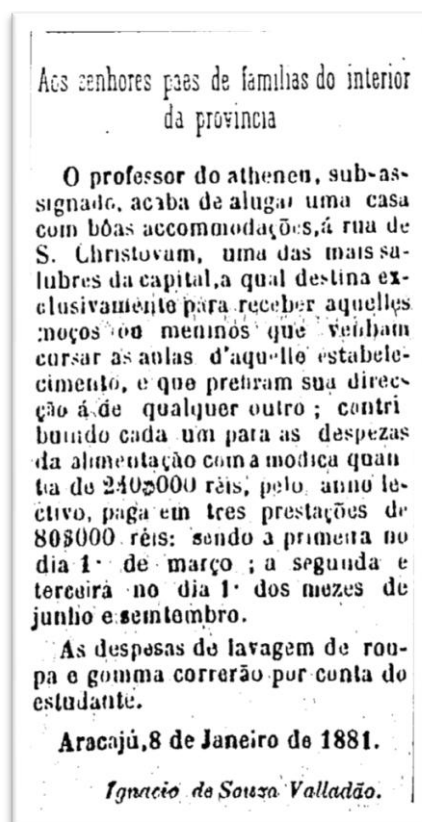 Aos senhores paes de familias do interior
da provincia
O professor do atheneu, sub-as-
signado, acaba de alugar uma casa
com bôas accommodações, á rua de
S. Christovam, uma das mais sa-
lubres da capital, a qual destina ex-
clusivamente para receber aquelles
moços ou meninos que venham
cursar as aulas d'aquelle estabele-
cimento, e que prefiram sua direc-
ção á de qualquer outro ; contri
buindo cada um para as despezas
da alimentação com a modica quan
tia de 240$000 réis, pelo anno le-
ctivo, paga em tres prestações de
80$000 réis: sendo a primeira no
dia 1· de março ; a segunda e
terceira no dia 1· dos mezes de
junho e semtembro.
As despesas de lavagem de rou-
pa e gomma correrão por conta do
estudante.
Aracajú, 8 de Janeiro de 1881.
Ignacio de Souza Valladão.